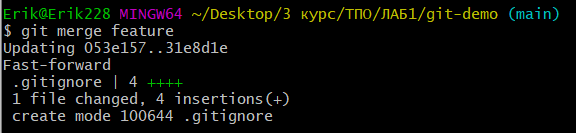 Erik@Erik228 MINGW64 ~/Desktop/3 курс/ТПО/ЛАБ1/git-demo (main)
$ git merge feature
Updating 053e157..31e8d1e
Fast-forward
 .gitignore | 4 ++++
 1 file changed, 4 insertions(+)
 create mode 100644 .gitignore